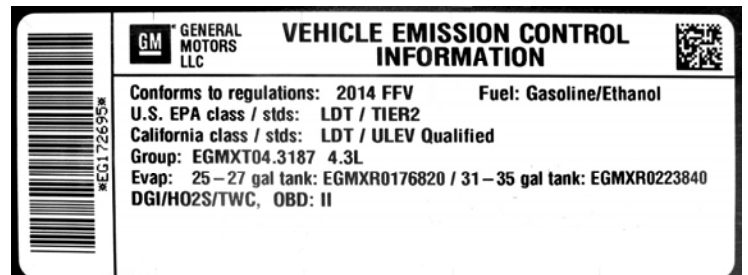 GM
GENERAL
MOTORS
LLC
VEHICLE EMISSION CONTROL
INFORMATION
Conforms to regulations: 2014 FFV Fuel: Gasoline/Ethanol
U.S. EPA class / stds: LDT / TIER2
California class / stds: LDT / ULEV Qualified
Group: EGMXT04.3187 4.3L
Evap: 25–27 gal tank: EGMXR0176820 / 31–35 gal tank: EGMXR0223840
DGI/HO2S/TWC, OBD: II
*EG172695*